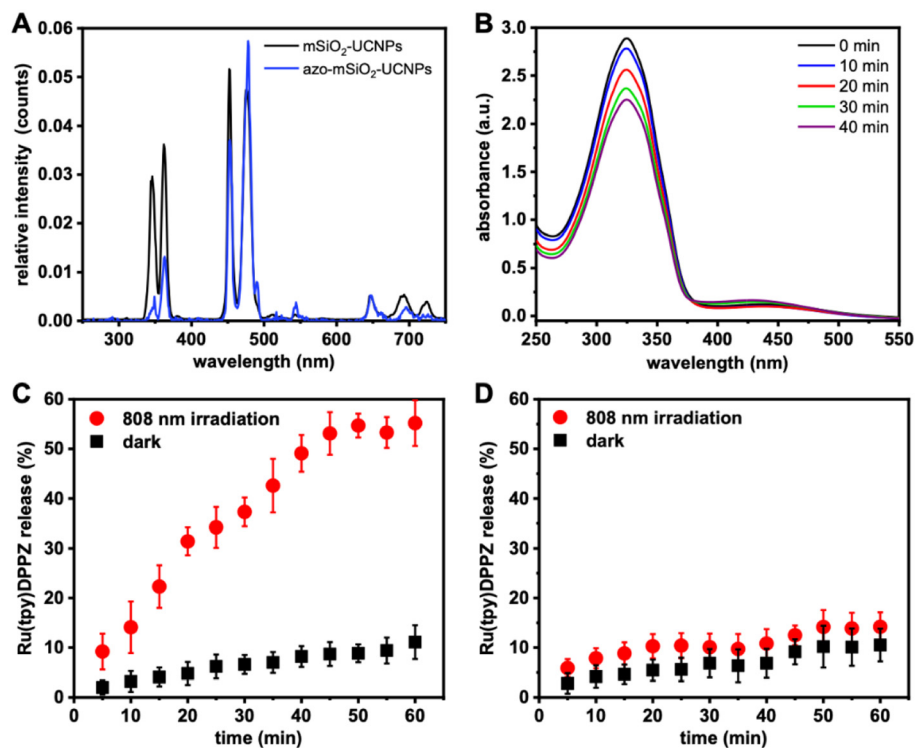 A
mSiO₂-UCNPs
azo-mSiO₂-UCNPs
relative intensity (counts)
0.06
0.05
0.04
0.03
0.02
0.01
0.00
300 400 500 600 700
wavelength (nm)
B
0 min
10 min
20 min
30 min
40 min
absorbance (a.u.)
3.0
2.5
2.0
1.5
1.0
0.5
0.0
250 300 350 400 450 500 550
wavelength (nm)
C
808 nm irradiation
dark
Ru(tpy)DPPZ release (%)
60
50
40
30
20
10
0
0 10 20 30 40 50 60
time (min)
D
808 nm irradiation
dark
Ru(tpy)DPPZ release (%)
60
50
40
30
20
10
0
0 10 20 30 40 50 60
time (min)